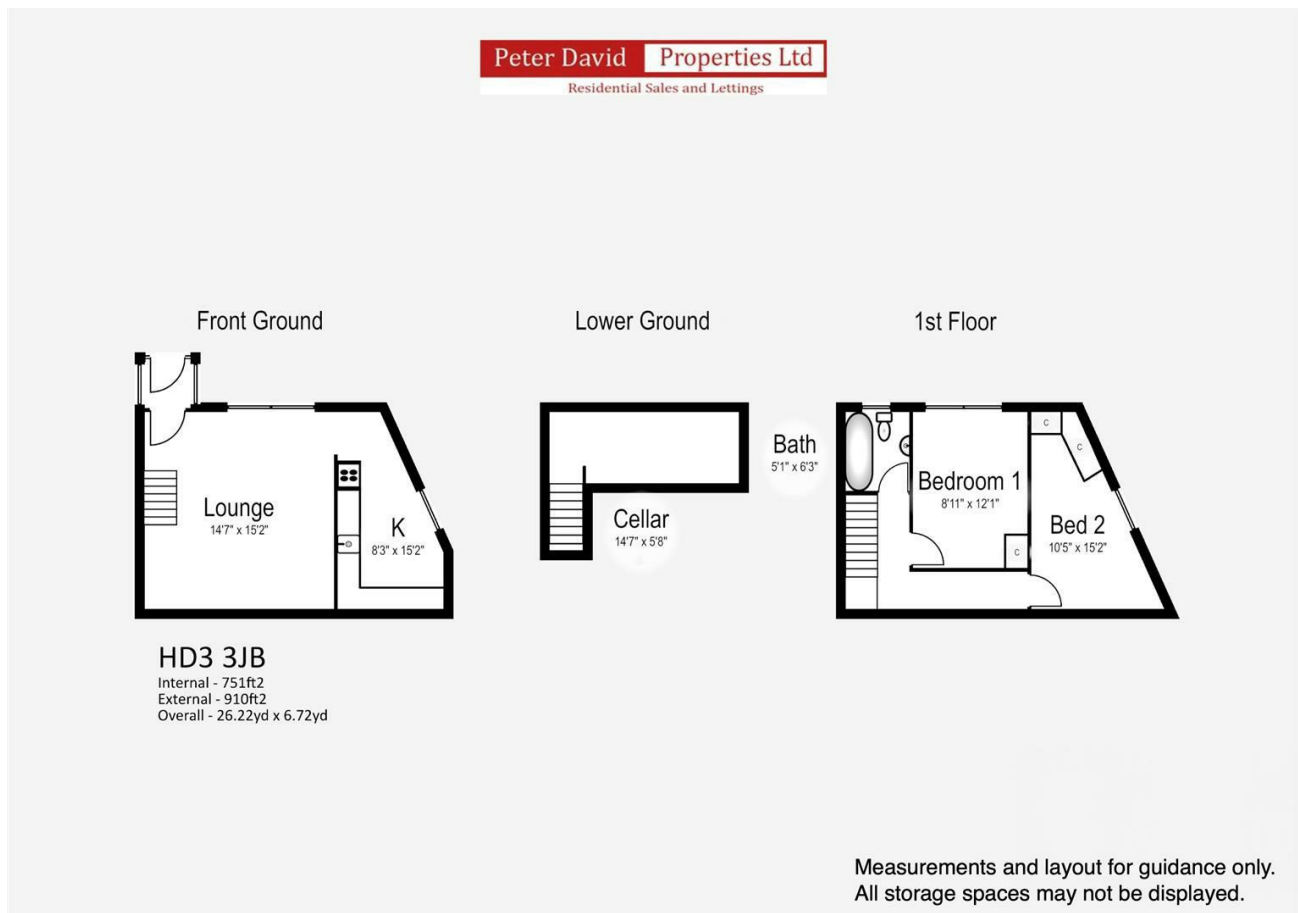 Peter David Properties Ltd
Residential Sales and Lettings
Front Ground
Lower Ground
1st Floor
Lounge
14'7" x 15'2"
K
8'3" x 15'2"
Cellar
14'7" x 5'8"
Bath
5'1" x 6'3"
Bedroom 1
8'11" x 12'1"
C
C
C
Bed 2
10'5" x 15'2"
HD3 3JB
Internal - 751ft2
External - 910ft2
Overall - 26.22yd x 6.72yd
Measurements and layout for guidance only.
All storage spaces may not be displayed.